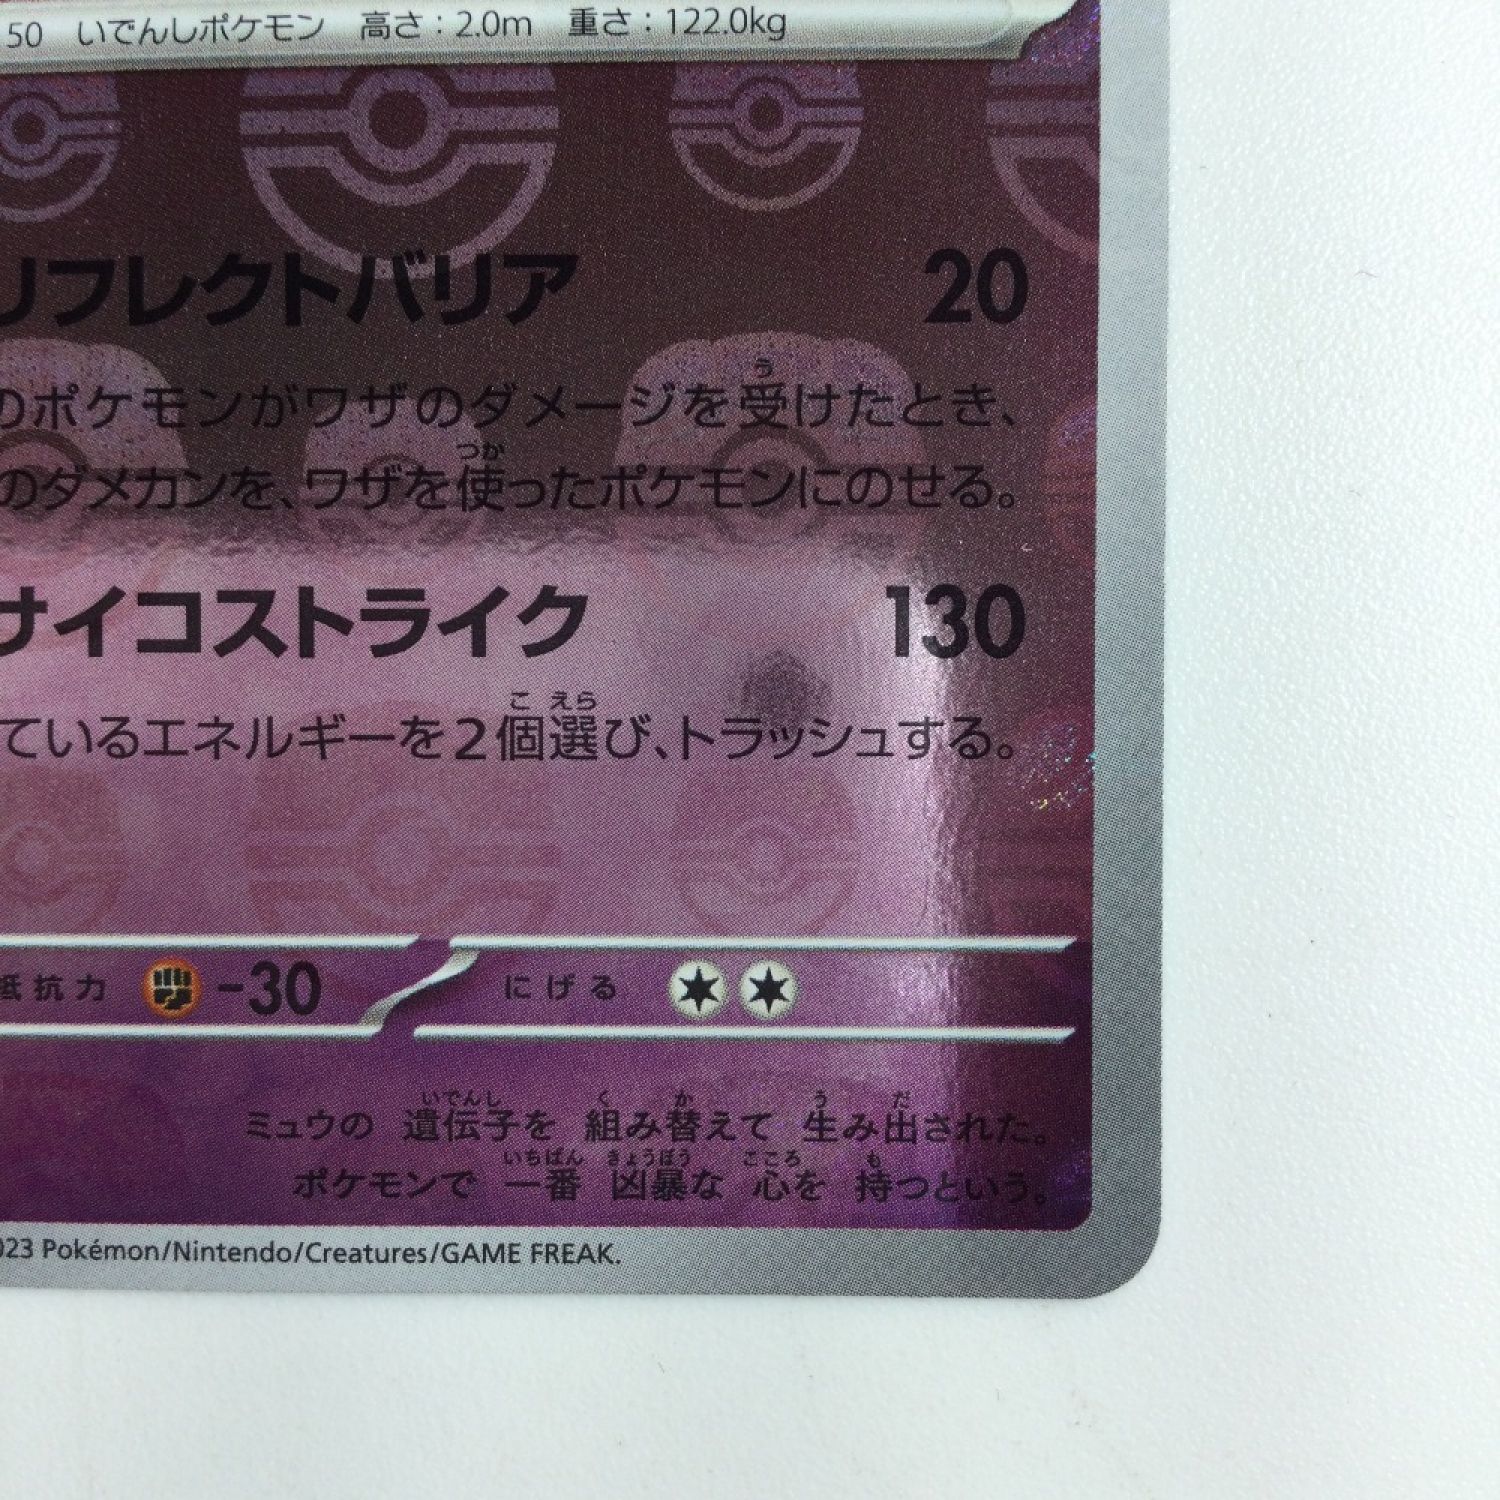 50 いでんしポケモン 高さ：2.0m 重さ：122.0kg
リフレクトバリア 20
のポケモンがワザのダメージを受けたとき、
のダメカンを、ワザを使ったポケモンにのせる。
サイコストライク 130
ているエネルギーを2個選び、トラッシュする。
抵抗力 -30 にげる
ミュウの 遺伝子を 組み替えて 生み出された。
ポケモンで 一番 凶暴な 心を 持つという。
023 Pokémon/Nintendo/Creatures/GAME FREAK.